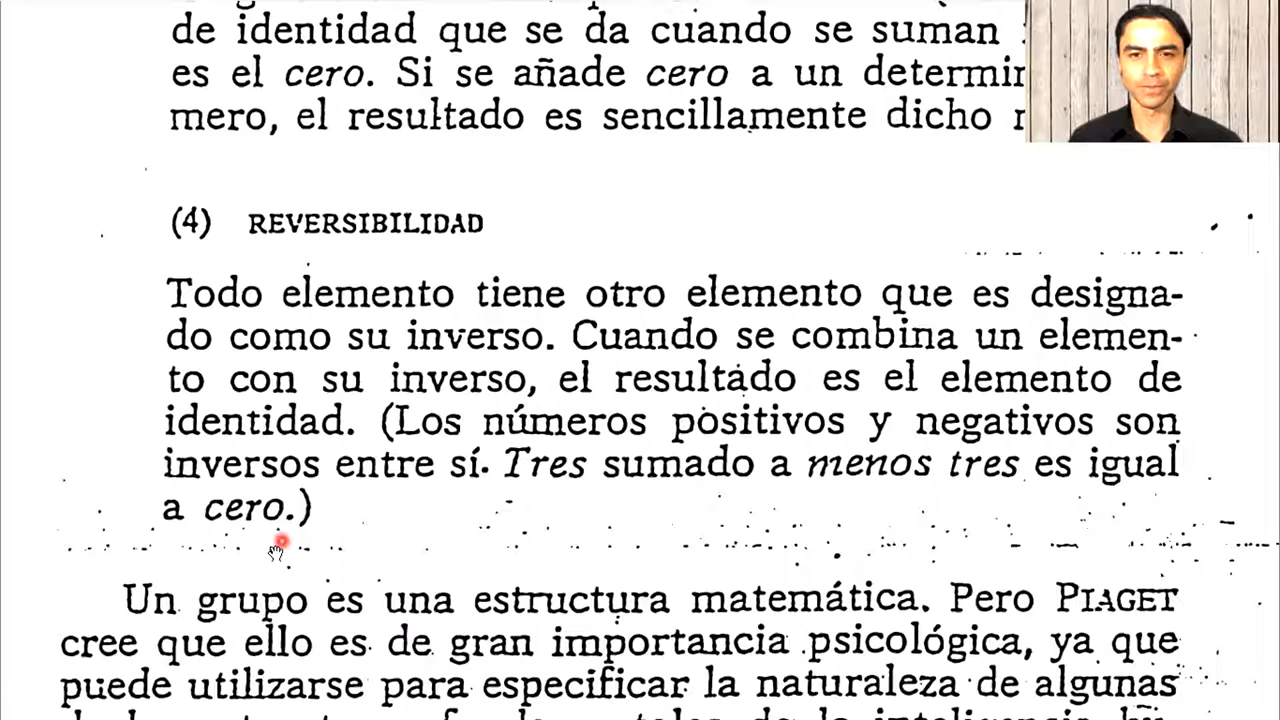 de identidad que se da cuando se suman
es el cero. Si se añade cero a un determi
mero, el resultado es sencillamente dicho
(4) REVERSIBILIDAD
Todo elemento tiene otro elemento que es designa-
do como su inverso. Cuando se combina un elemen-
to con su inverso, el resultado es el elemento de
identidad. (Los números positivos y negativos son
inversos entre sí. Tres sumado a menos tres es igual
a cero.)
Un grupo es una estructura matemática. Pero PIAGET
cree que ello es de gran importancia psicológica, ya que
puede utilizarse para especificar la naturaleza de algunas